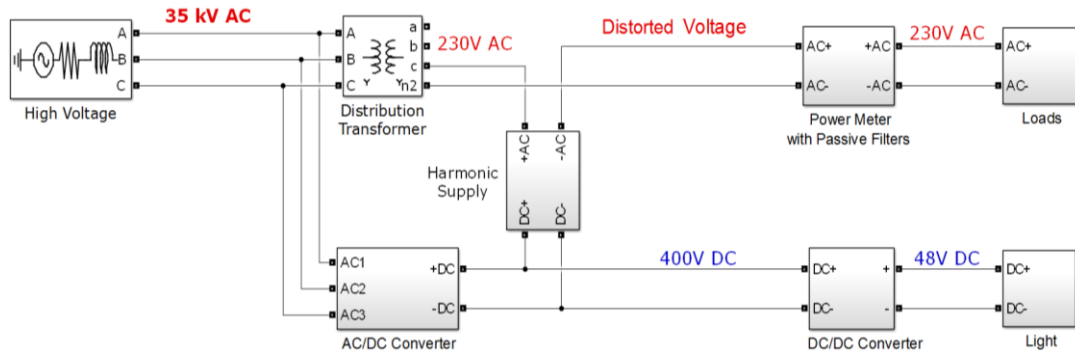 35 kV AC
A
B
C
High Voltage
A
B
C
a
b
c
n2
Y
Y
Distribution
Transformer
230V AC
Distorted Voltage
AC+
AC-
+AC
-AC
Power Meter
with Passive Filters
230V AC
AC+
AC-
Loads
+AC
-AC
DC+
DC-
Harmonic
Supply
AC1
AC2
AC3
+DC
-DC
AC/DC Converter
400V DC
DC+
DC-
+
-
DC/DC Converter
48V DC
DC+
DC-
Light